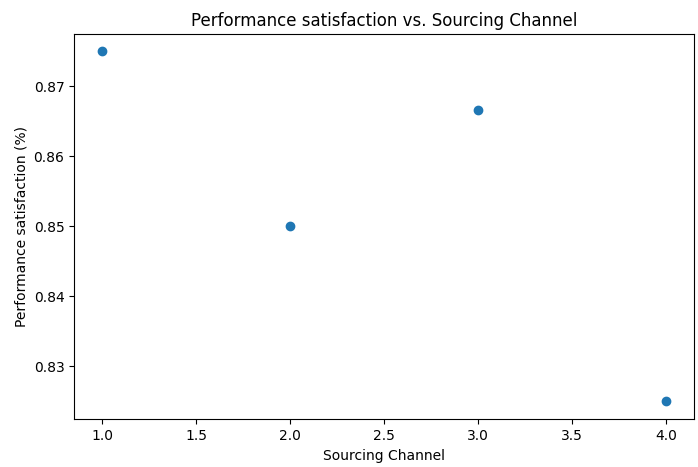 Performance satisfaction vs. Sourcing Channel
Performance satisfaction (%)
0.87
0.86
0.85
0.84
0.83
1.0 1.5 2.0 2.5 3.0 3.5 4.0
Sourcing Channel